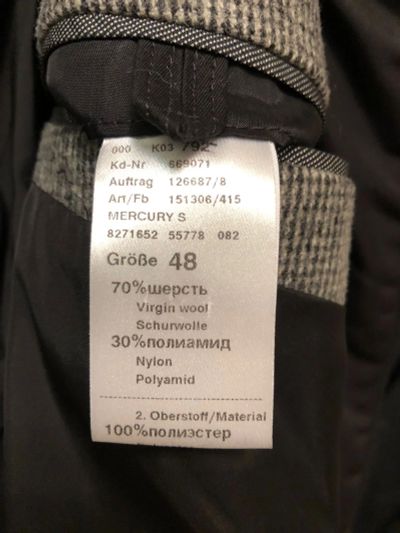 000 K03 792
Kd-Nr 669071
Auftrag 126687/8
Art/Fb 151306/415
MERCURY S
8271652 55778 082
Größe 48
70%шерсть
Virgin wool
Schurwolle
30%полиамид
Nylon
Polyamid
2. Oberstoff/Material
100%полиэстер